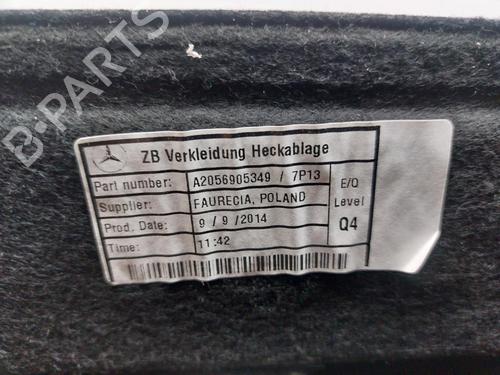 B-PARTS
ZB Verkleidung Heckablage
Part number: A2056905349 / 7P13
Supplier: FAURECIA, POLAND
Prod. Date: 9 / 9 /2014
Time: 11:42
E/Q
Level
Q4